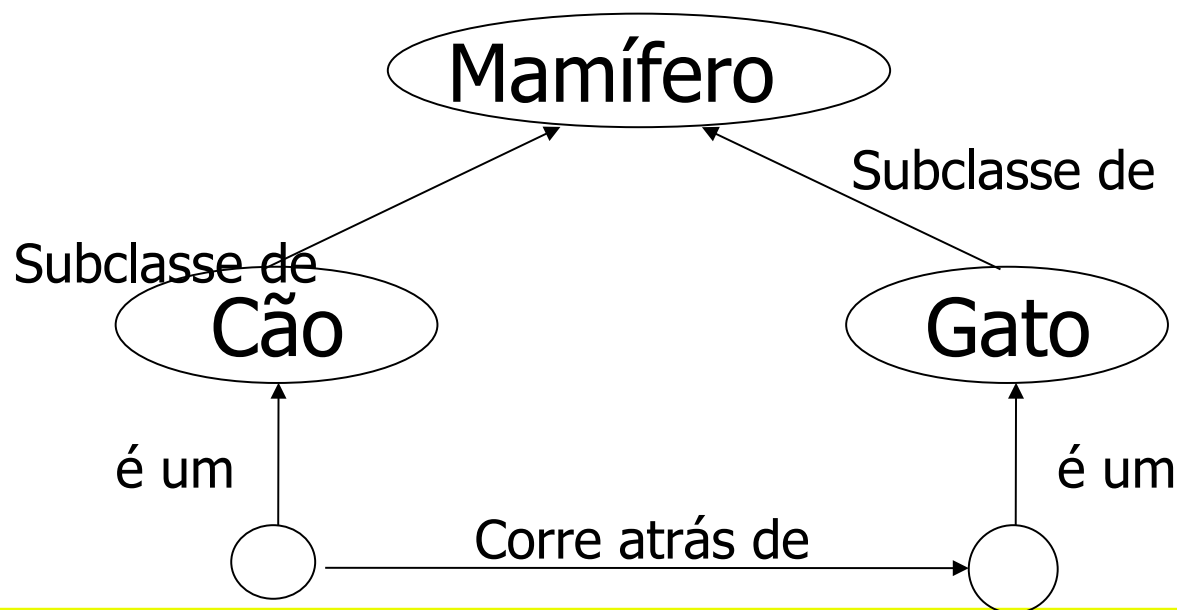 Mamífero
Subclasse de
Subclasse de
Cão
Gato
é um
é um
Corre atrás de